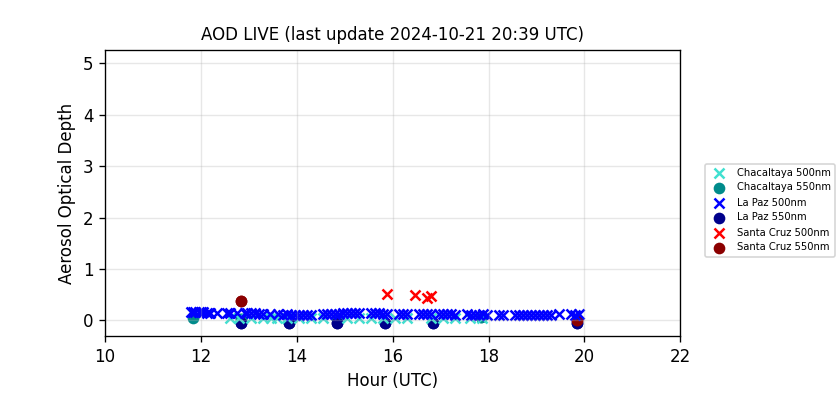 AOD LIVE (last update 2024-10-21 20:39 UTC)
Aerosol Optical Depth
5
4
3
2
1
0
10 12 14 16 18 20 22
Hour (UTC)
Chacaltaya 500nm
Chacaltaya 550nm
La Paz 500nm
La Paz 550nm
Santa Cruz 500nm
Santa Cruz 550nm